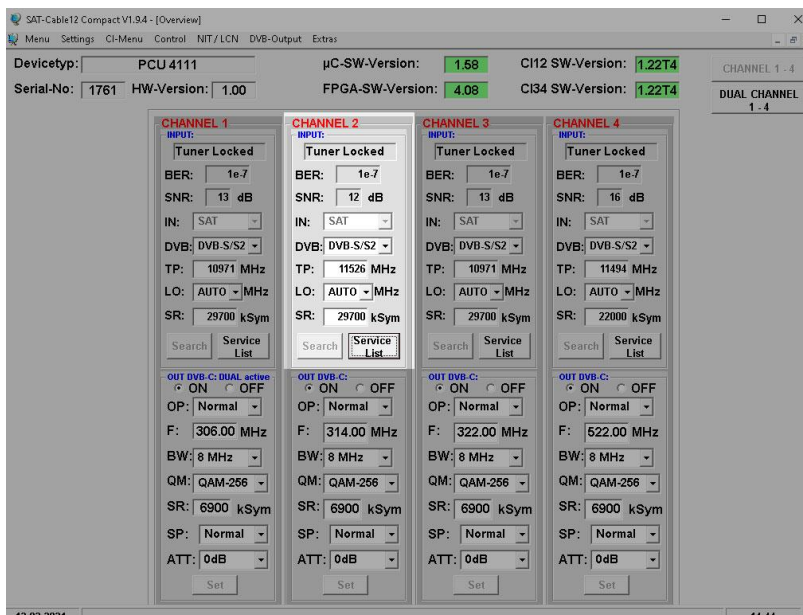 SAT-Cable12 Compact V1.9.4 - [Overview]
Menu Settings CI-Menu Control NIT / LCN DVB-Output Extras
Devicetyp: PCU 4111 µC-SW-Version: 1.58 CI12 SW-Version: 1.22T4 CHANNEL 1 - 4
Serial-No: 1761 HW-Version: 1.00 FPGA-SW-Version: 4.08 CI34 SW-Version: 1.22T4 DUAL CHANNEL
1 - 4
CHANNEL 1 CHANNEL 2 CHANNEL 3 CHANNEL 4
INPUT: INPUT: INPUT: INPUT:
Tuner Locked Tuner Locked Tuner Locked Tuner Locked
BER: 1e-7 BER: 1e-7 BER: 1e-7 BER: 1e-7
SNR: 13 dB SNR: 12 dB SNR: 13 dB SNR: 16 dB
IN: SAT IN: SAT IN: SAT IN: SAT
DVB: DVB-S/S2 DVB: DVB-S/S2 DVB: DVB-S/S2 DVB: DVB-S/S2
TP: 10971 MHz TP: 11526 MHz TP: 10971 MHz TP: 11494 MHz
LO: AUTO MHz LO: AUTO MHz LO: AUTO MHz LO: AUTO MHz
SR: 29700 kSym SR: 29700 kSym SR: 29700 kSym SR: 22000 kSym
Search Service List Search Service List Search Service List Search Service List
OUT DVB-C: DUAL active OUT DVB-C: OUT DVB-C: OUT DVB-C:
ON OFF ON OFF ON OFF ON OFF
OP: Normal OP: Normal OP: Normal OP: Normal
F: 306.00 MHz F: 314.00 MHz F: 322.00 MHz F: 522.00 MHz
BW: 8 MHz BW: 8 MHz BW: 8 MHz BW: 8 MHz
QM: QAM-256 QM: QAM-256 QM: QAM-256 QM: QAM-256
SR: 6900 kSym SR: 6900 kSym SR: 6900 kSym SR: 6900 kSym
SP: Normal SP: Normal SP: Normal SP: Normal
ATT: 0dB ATT: 0dB ATT: 0dB ATT: 0dB
Set Set Set Set